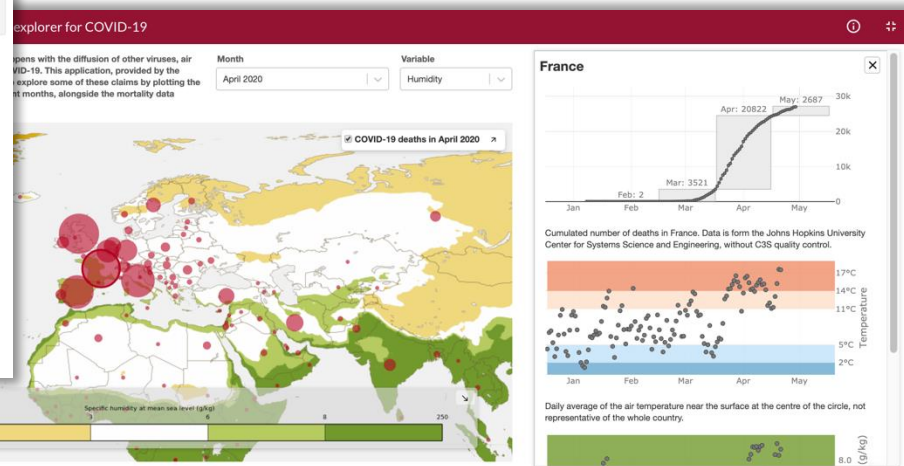 explorer for COVID-19
pens with the diffusion of other viruses, air
VID-19. This application, provided by the
explore some of these claims by plotting the
nt months, alongside the mortality data
Month
April 2020
Variable
Humidity
COVID-19 deaths in April 2020
Specific humidity at mean sea level (g/kg)
3
6
8
250
France
30k
20k
10k
0
Feb: 2
Mar: 3521
Apr: 20822
May: 2687
Jan Feb Mar Apr May
Cumulated number of deaths in France. Data is form the Johns Hopkins University
Center for Systems Science and Engineering, without C3S quality control.
17°C
14°C
11°C
5°C
2°C
Temperature
Jan Feb Mar Apr May
Daily average of the air temperature near the surface at the centre of the circle, not
representative of the whole country.
8.0
(g/kg)